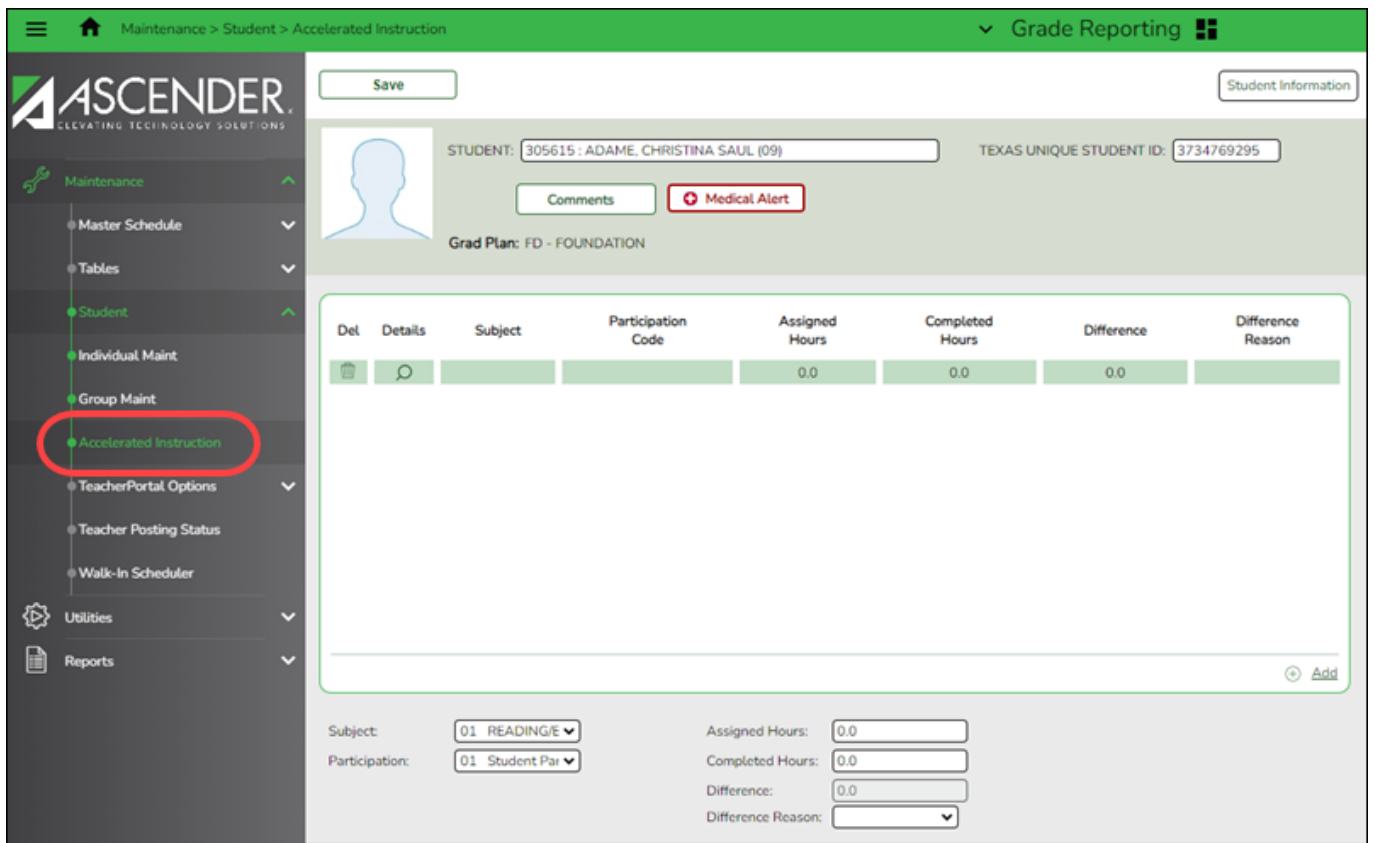 Maintenance > Student > Accelerated Instruction
Grade Reporting
ASCENDER.
ELEVATING TECHNOLOGY SOLUTIONS
Save
Student Information
STUDENT: 305615 : ADAME, CHRISTINA SAUL (09)
TEXAS UNIQUE STUDENT ID: 3734769295
Comments
Medical Alert
Grad Plan: FD - FOUNDATION
Maintenance
Master Schedule
Tables
Student
Individual Maint
Group Maint
Accelerated Instruction
TeacherPortal Options
Teacher Posting Status
Walk-In Scheduler
Utilities
Reports
Del Details Subject Participation Code Assigned Hours Completed Hours Difference Difference Reason
0.0 0.0 0.0
Add
Subject: 01 READING/E
Participation: 01 Student Par
Assigned Hours: 0.0
Completed Hours: 0.0
Difference: 0.0
Difference Reason: